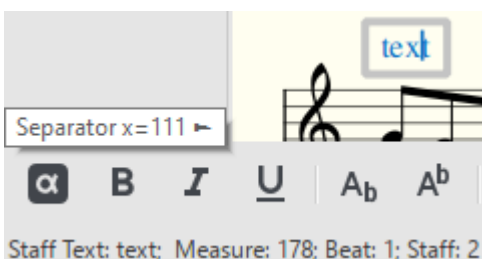 text
Separator x=111
α B I U Ab Ab
Staff Text: text; Measure: 178; Beat: 1; Staff: 2